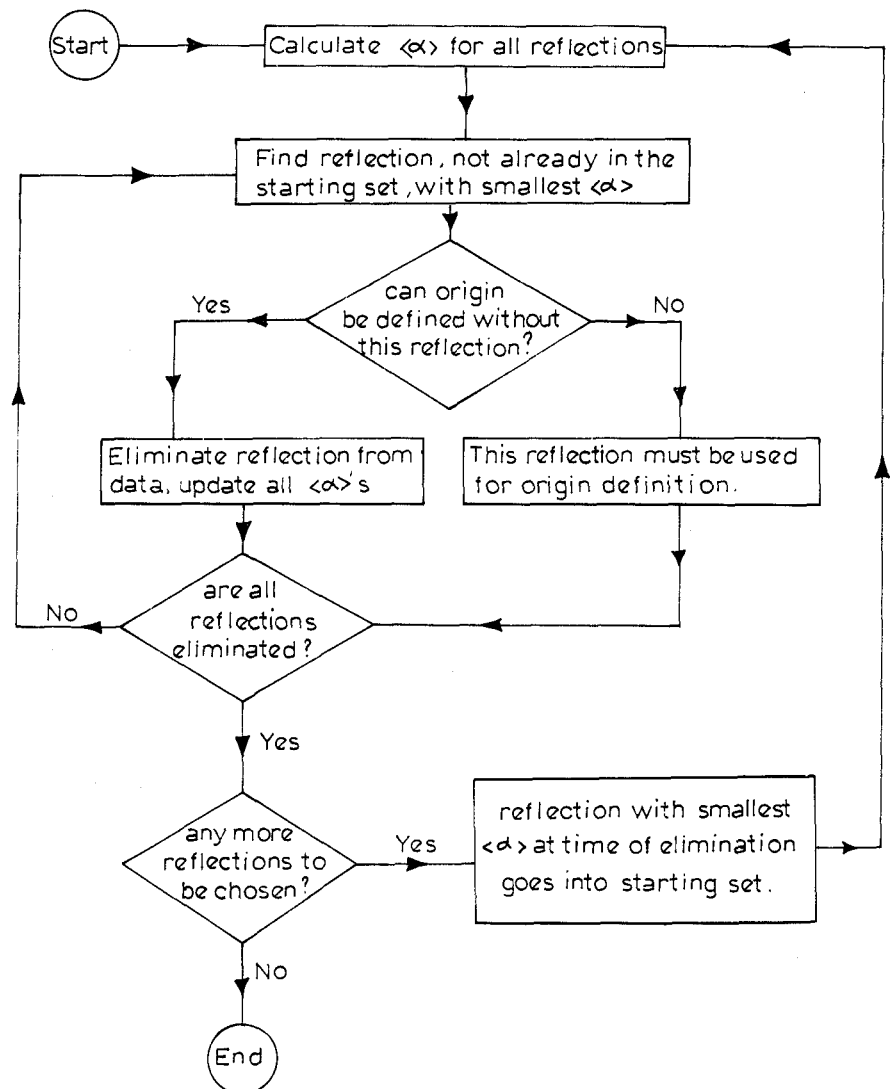 Start
Calculate <α> for all reflections
Find reflection, not already in the
starting set, with smallest <α>
can origin
be defined without
this reflection?
Yes
No
Eliminate reflection from
data, update all <α>'s
This reflection must be used
for origin definition.
are all
reflections
eliminated?
No
Yes
any more
reflections to
be chosen?
Yes
reflection with smallest
<α> at time of elimination
goes into starting set.
No
End